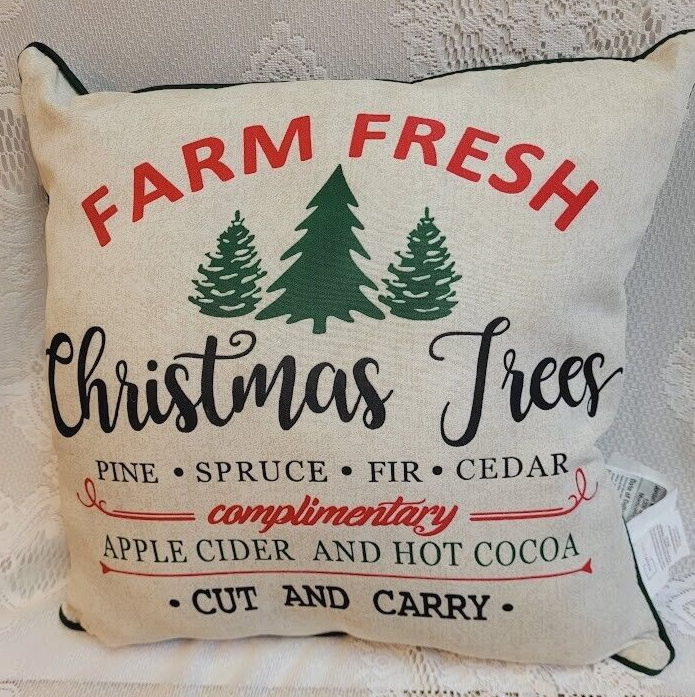 FARM FRESH
Christmas Trees
PINE • SPRUCE • FIR • CEDAR
complimentary
APPLE CIDER AND HOT COCOA
• CUT AND CARRY •